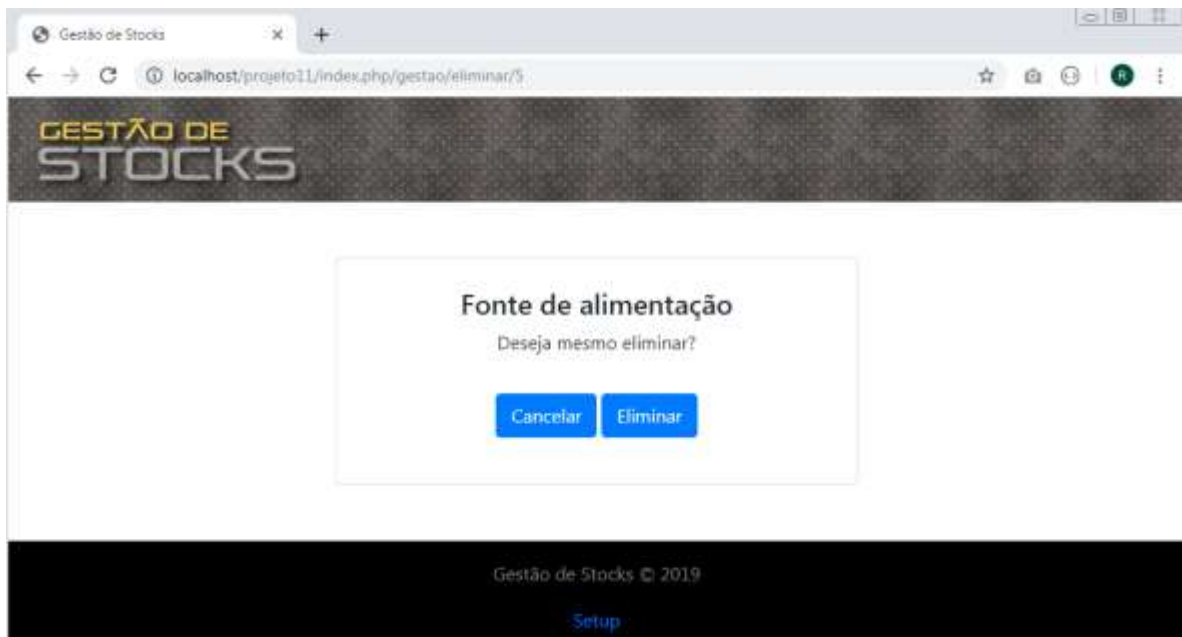 Gestão de Stocks
localhost/projeto11/index.php/gestao/eliminar/5
R
GESTÃO DE
STOCKS
Fonte de alimentação
Deseja mesmo eliminar?
Cancelar Eliminar
Gestão de Stocks © 2019
Setup